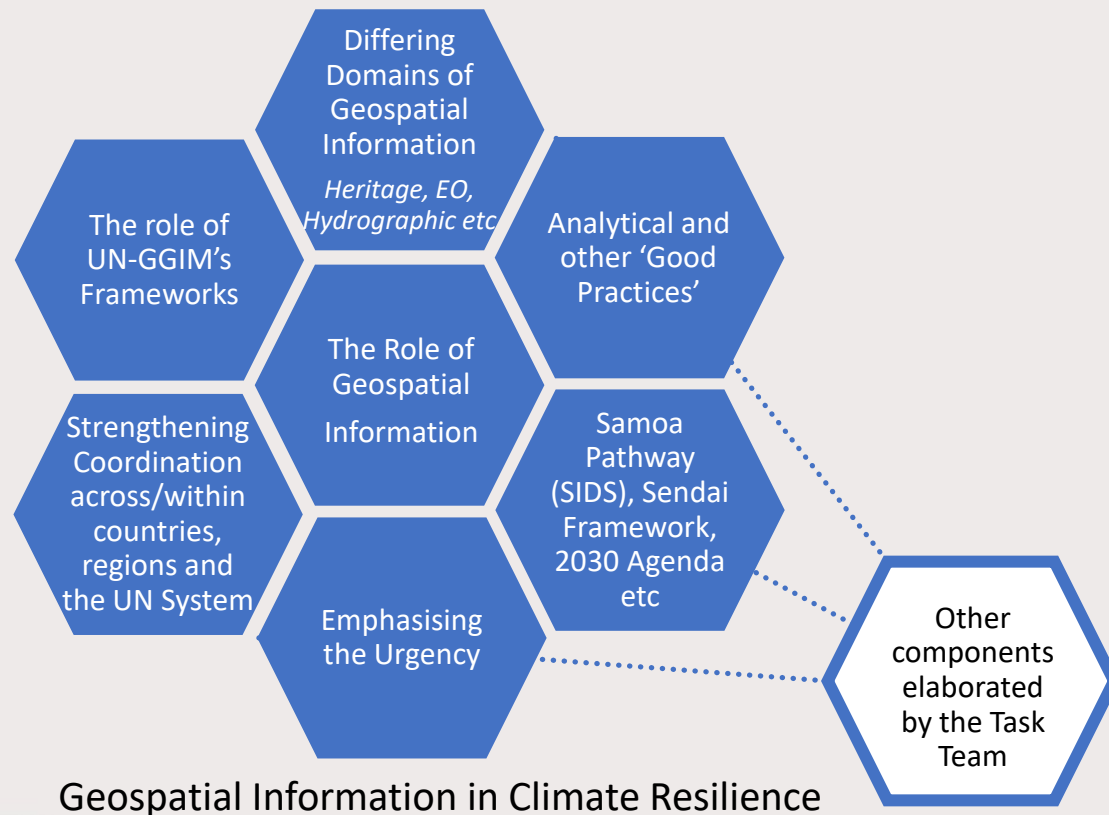 Differing
Domains of
Geospatial
Information
Heritage, EO,
Hydrographic etc
The role of
UN-GGIM’s
Frameworks
Analytical and
other ‘Good
Practices’
The Role of
Geospatial
Information
Strengthening
Coordination
across/within
countries,
regions and
the UN System
Samoa
Pathway
(SIDS), Sendai
Framework,
2030 Agenda
etc
Emphasising
the Urgency
Other
components
elaborated
by the Task
Team
Geospatial Information in Climate Resilience